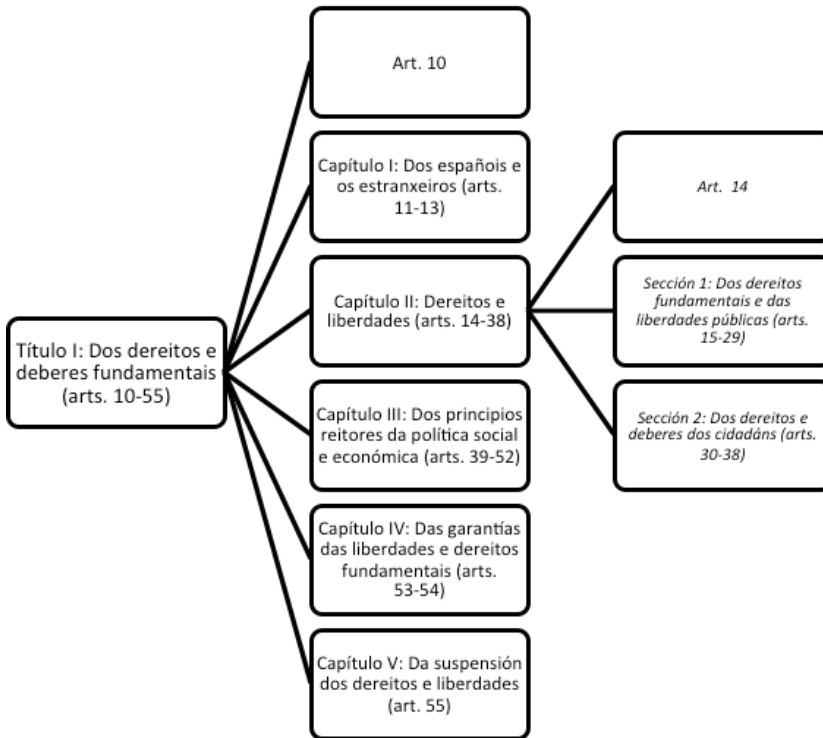 Título I: Dos dereitos e
deberes fundamentais
(arts. 10-55)
Art. 10
Capítulo I: Dos españois e
os estranxeiros (arts.
11-13)
Capítulo II: Dereitos e
liberdades (arts. 14-38)
Art. 14
Sección 1: Dos dereitos
fundamentais e das
liberdades públicas (arts.
15-29)
Sección 2: Dos dereitos e
deberes dos cidadáns (arts.
30-38)
Capítulo III: Dos principios
reitores da política social
e económica (arts. 39-52)
Capítulo IV: Das garantías
das liberdades e dereitos
fundamentais (arts.
53-54)
Capítulo V: Da suspensión
dos dereitos e liberdades
(art. 55)